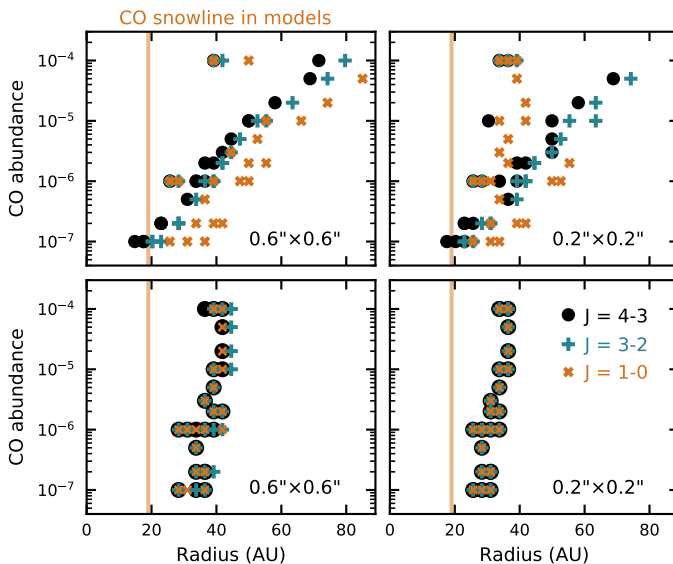 CO snowline in models
CO abundance
10⁻⁴
10⁻⁵
10⁻⁶
10⁻⁷
0.6"×0.6"
0.2"×0.2"
CO abundance
10⁻⁴
10⁻⁵
10⁻⁶
10⁻⁷
0.6"×0.6"
J = 4-3
J = 3-2
J = 1-0
0.2"×0.2"
0 20 40 60 80
0 20 40 60 80
Radius (AU)
Radius (AU)